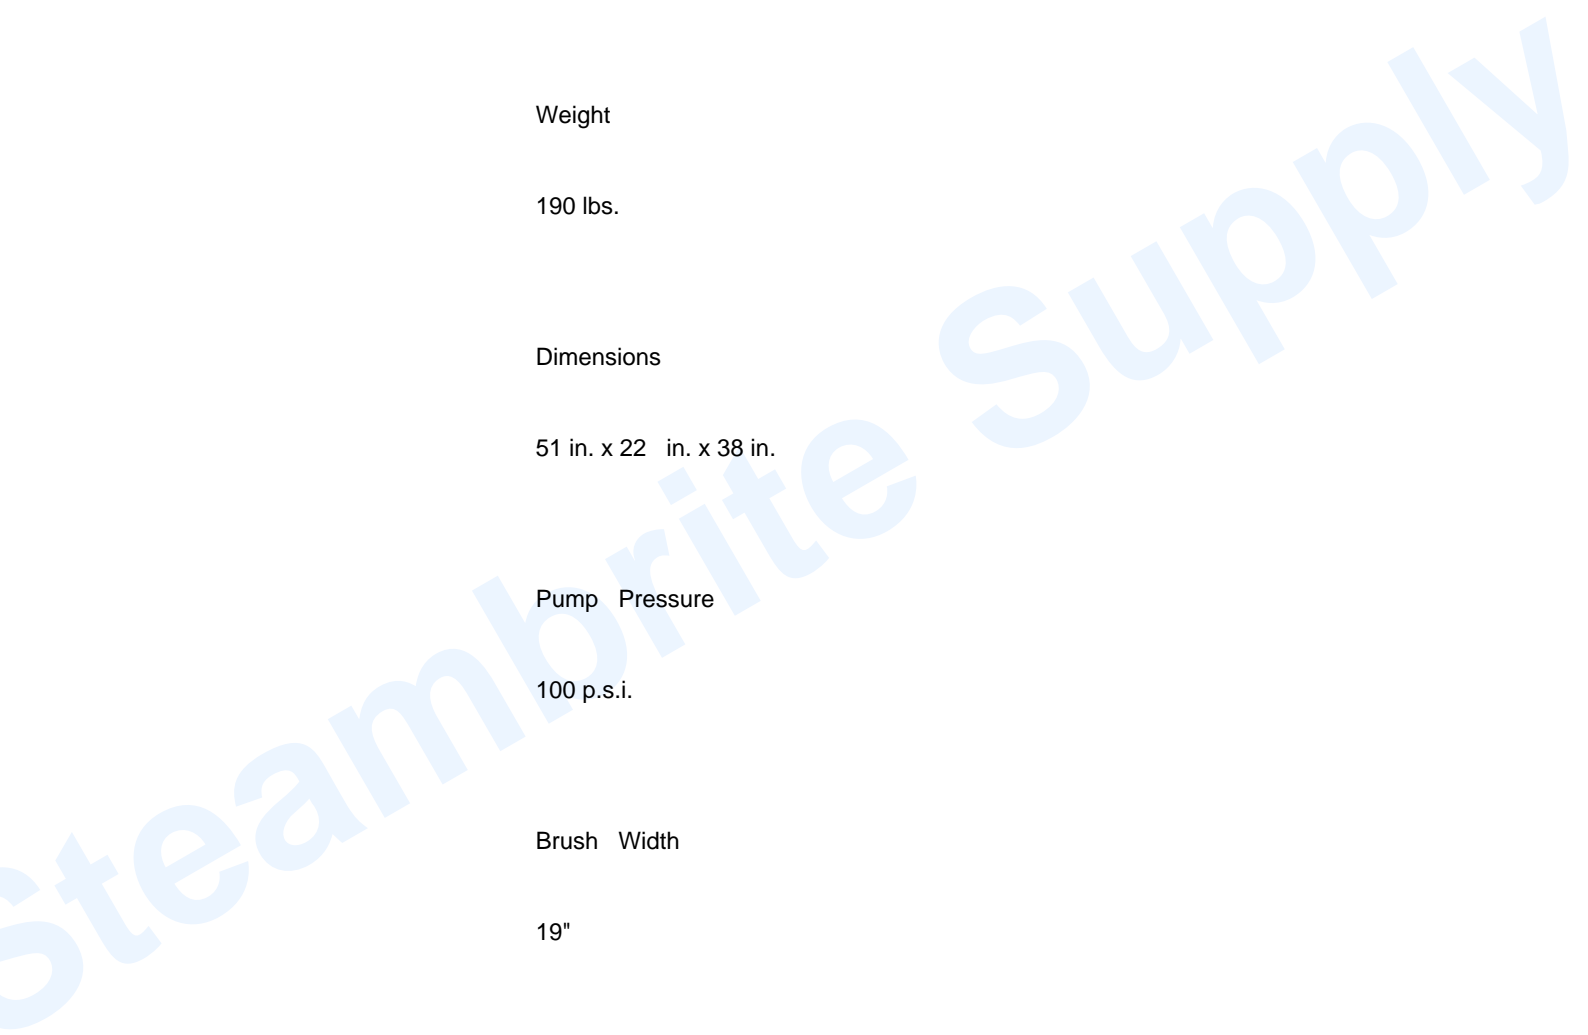 Weight
190 lbs.
Dimensions
51 in. x 22 in. x 38 in.
Pump Pressure
100 p.s.i.
Brush Width
19"
Steambrite Supply